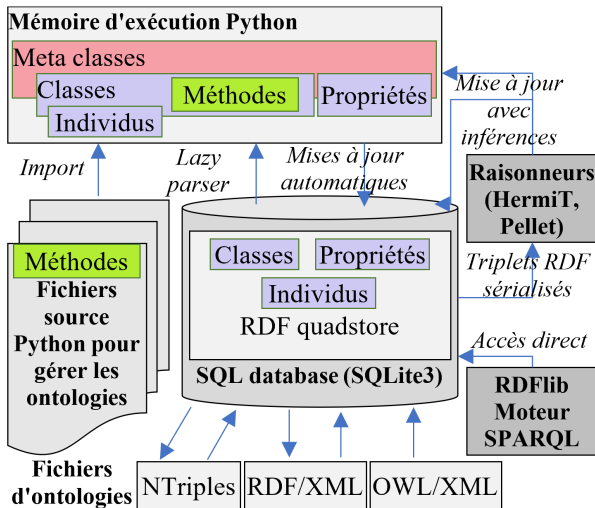 Mémoire d'exécution Python
Meta classes
Classes
Méthodes
Propriétés
Individus
Mise à jour
avec
inférences
Import
Lazy
parser
Mises à jour
automatiques
Raisonneurs
(HermiT,
Pellet)
Méthodes
Fichiers
source
Python pour
gérer les
ontologies
Classes
Propriétés
Individus
RDF quadstore
SQL database (SQLite3)
Triplets RDF
sérialisés
Accès direct
RDFlib
Moteur
SPARQL
Fichiers
d'ontologies
NTriples
RDF/XML
OWL/XML